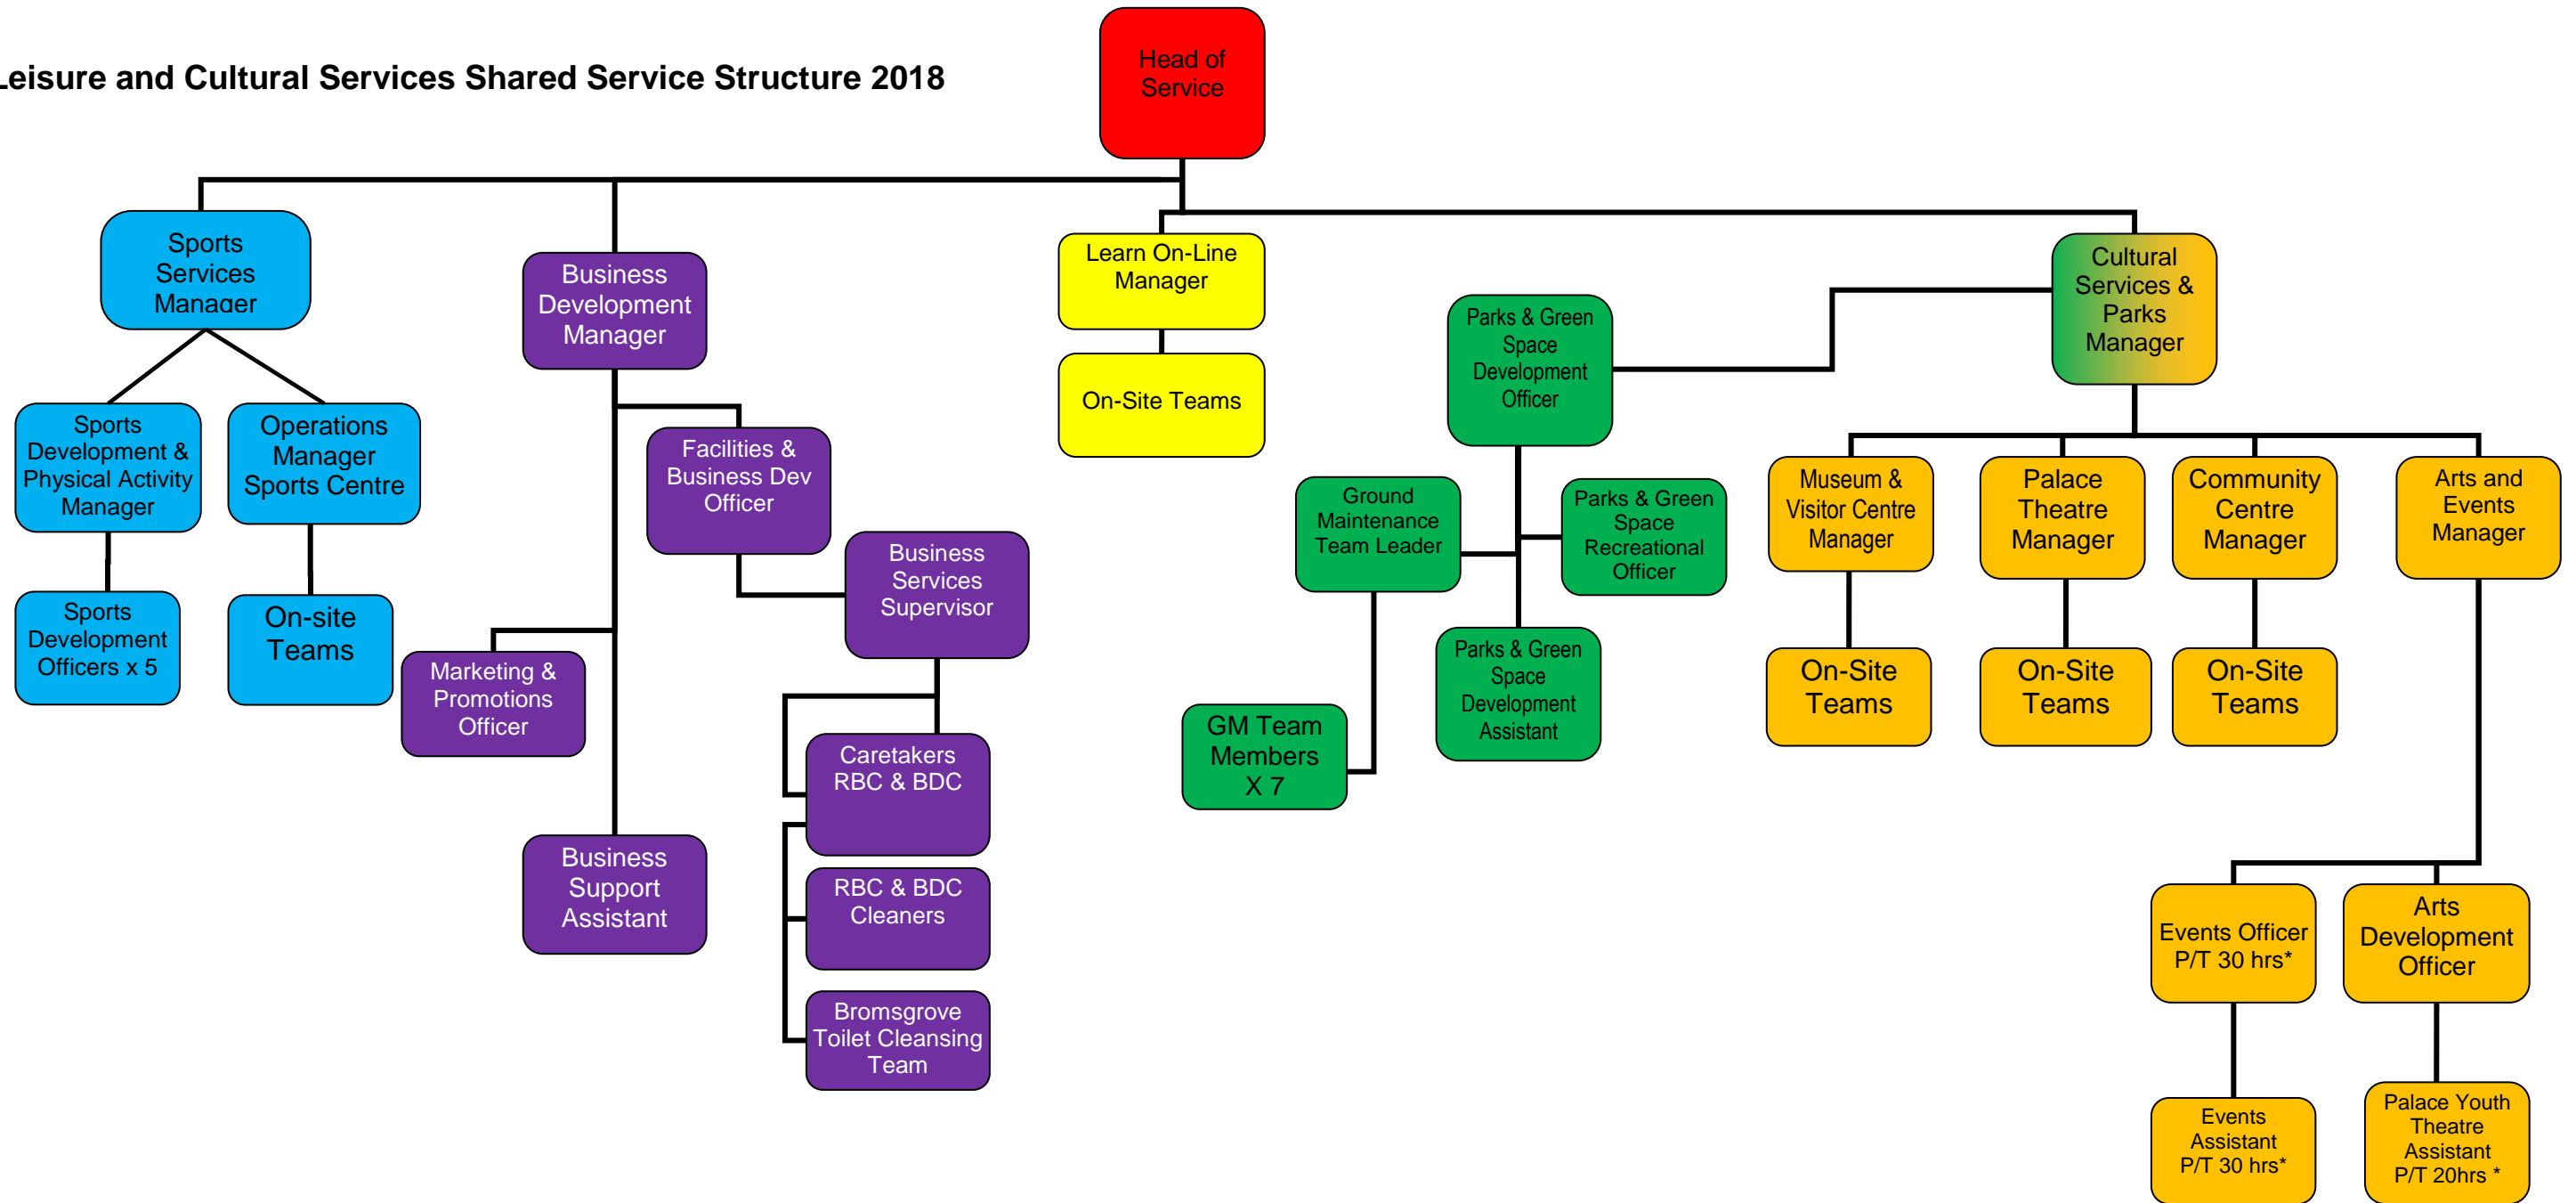 Leisure and Cultural Services Shared Service Structure 2018
Head of
Service
Sports
Services
Manager
Business
Development
Manager
Learn On-Line
Manager
Cultural
Services &
Parks
Manager
Sports
Development &
Physical Activity
Manager
Operations
Manager
Sports Centre
Sports
Development
Officers x 5
On-site
Teams
Facilities &
Business Dev
Officer
Business
Services
Supervisor
Marketing &
Promotions
Officer
Business
Support
Assistant
Caretakers
RBC & BDC
RBC & BDC
Cleaners
Bromsgrove
Toilet Cleansing
Team
On-Site Teams
Parks & Green
Space
Development
Officer
Ground
Maintenance
Team Leader
Parks & Green
Space
Recreational
Officer
Parks & Green
Space
Development
Assistant
GM Team
Members
X 7
Museum &
Visitor Centre
Manager
Palace
Theatre
Manager
Community
Centre
Manager
Arts and
Events
Manager
On-Site
Teams
On-Site
Teams
On-Site
Teams
Events Officer
P/T 30 hrs*
Arts
Development
Officer
Events
Assistant
P/T 30 hrs*
Palace Youth
Theatre
Assistant
P/T 20hrs *